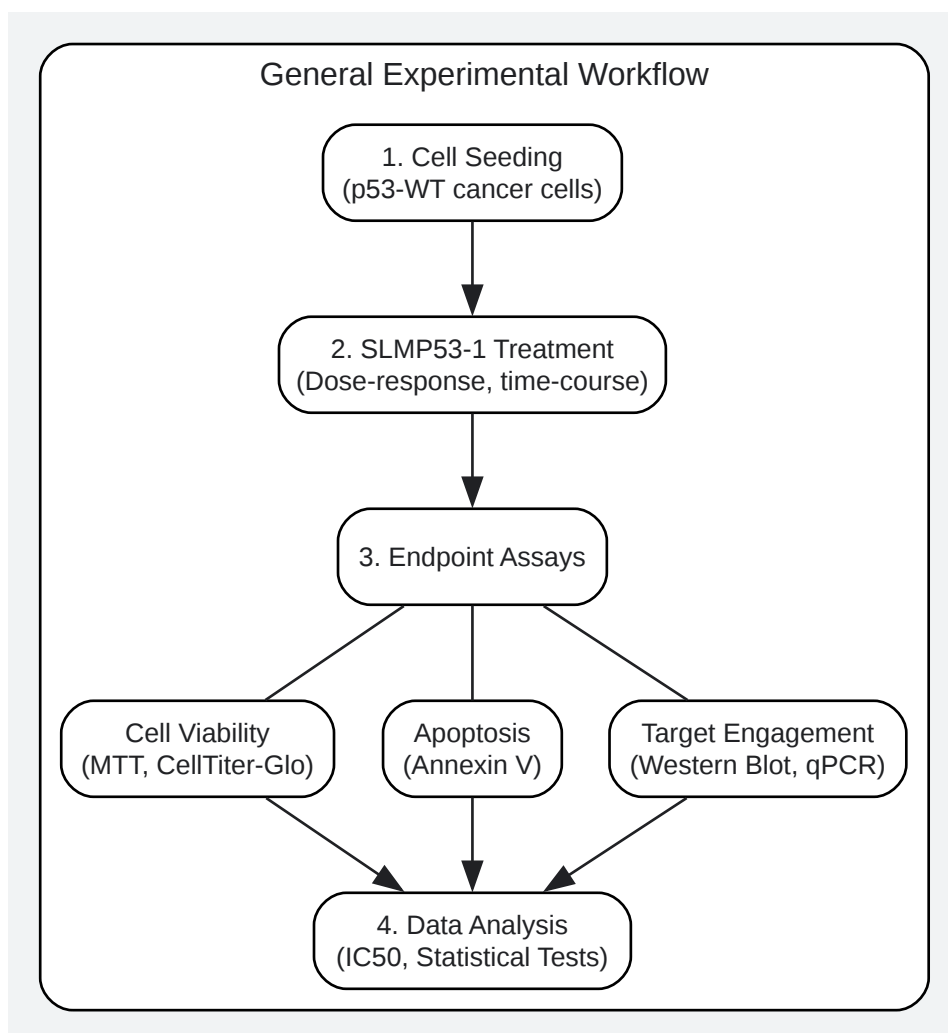 General Experimental Workflow
1. Cell Seeding
(p53-WT cancer cells)
2. SLMP53-1 Treatment
(Dose-response, time-course)
3. Endpoint Assays
Cell Viability
(MTT, CellTiter-Glo)
Apoptosis
(Annexin V)
Target Engagement
(Western Blot, qPCR)
4. Data Analysis
(IC50, Statistical Tests)